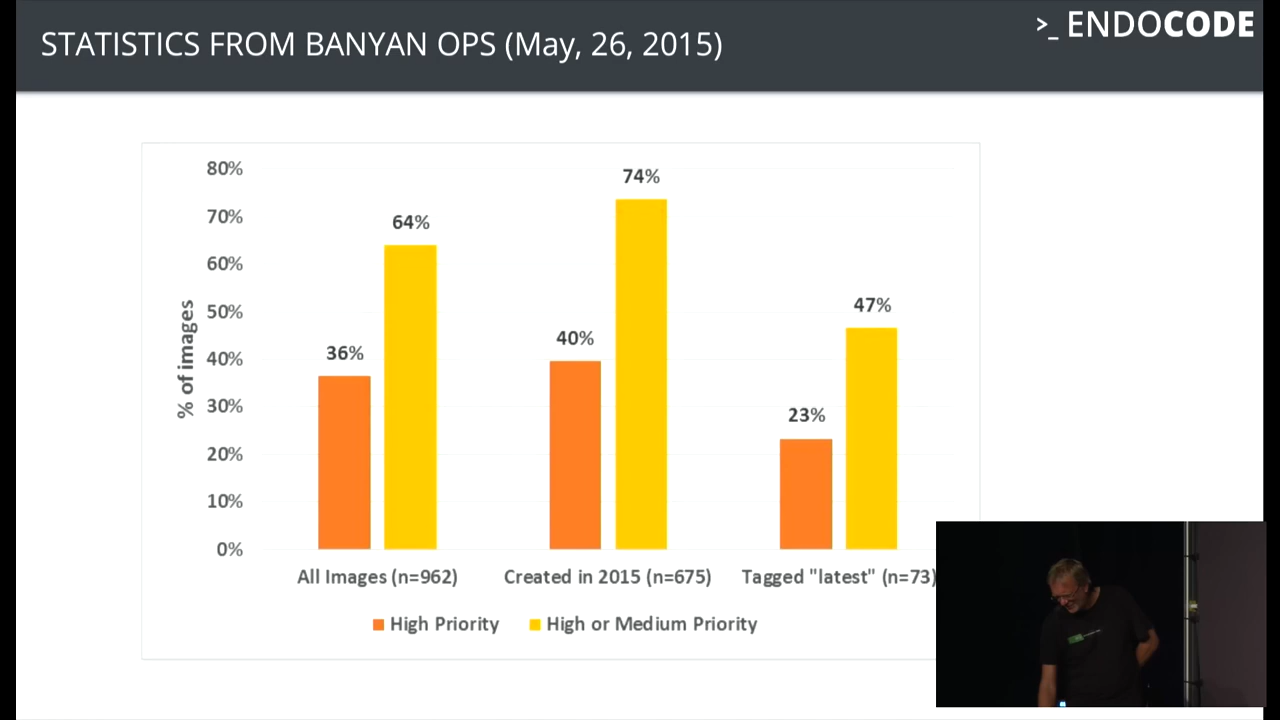 STATISTICS FROM BANYAN OPS (May, 26, 2015)
>_ ENDOCODE
80%
70%
60%
50%
40%
30%
20%
10%
0%
% of images
36%
64%
40%
74%
23%
47%
All Images (n=962)
Created in 2015 (n=675)
Tagged "latest" (n=73)
High Priority
High or Medium Priority